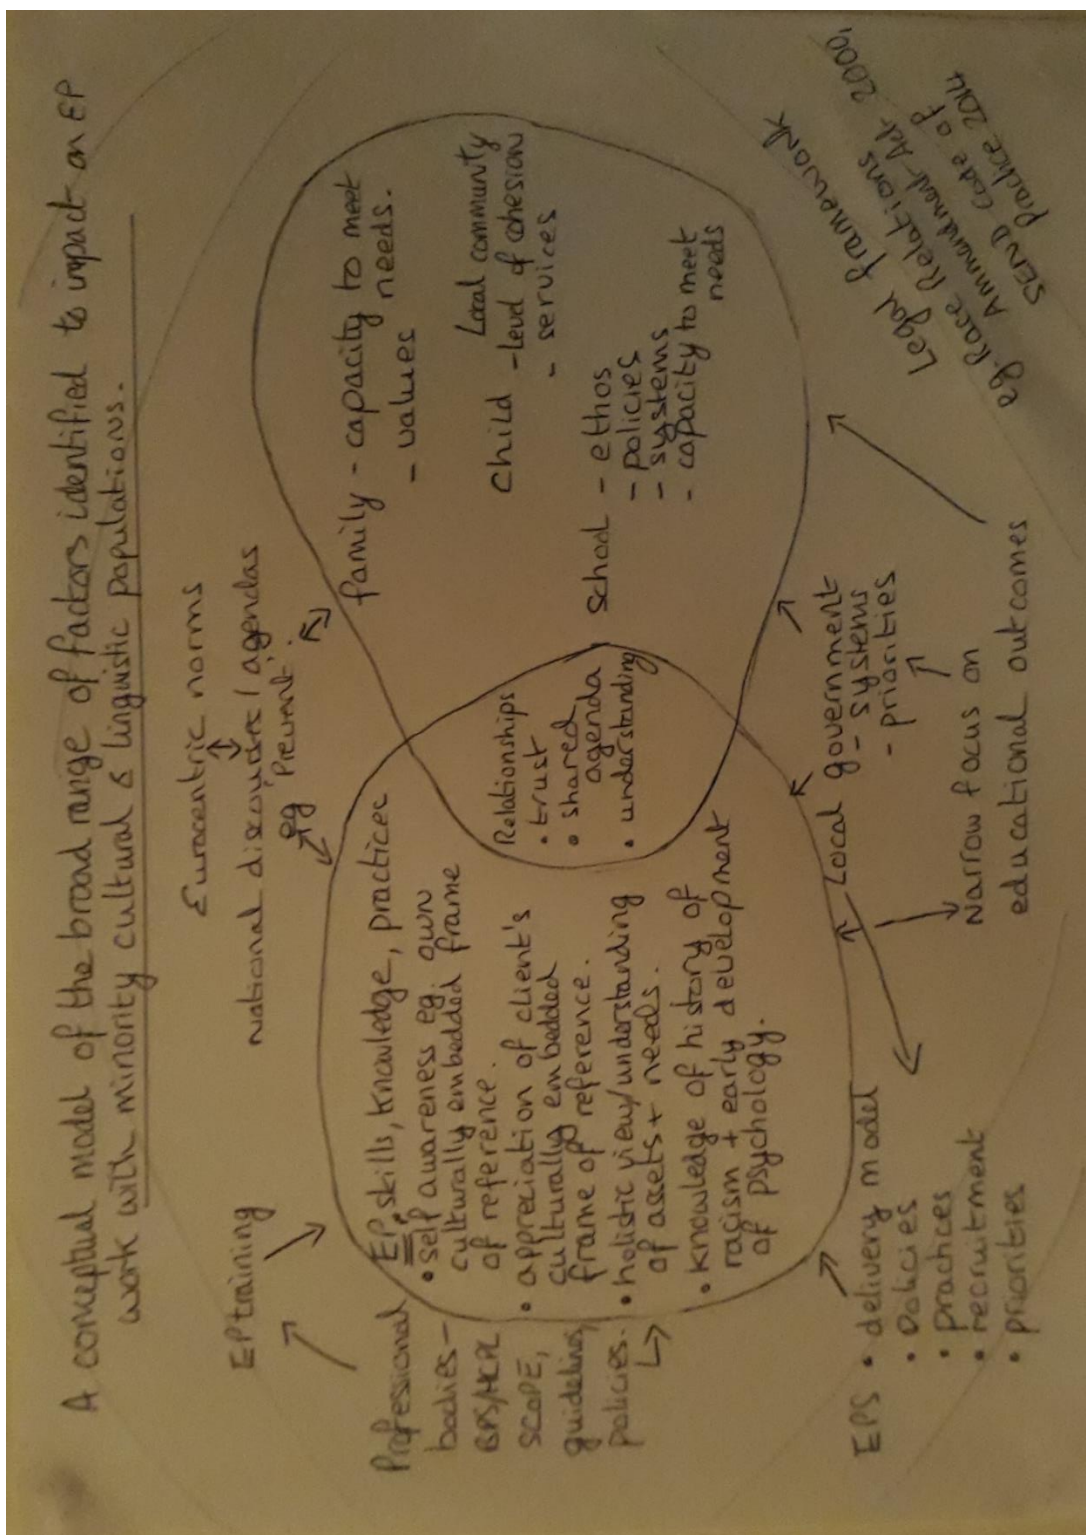 A conceptual model of the broad range of factors identified to impact on EP
work with minority cultural & linguistic populations.
EP training
Professional
bodies -
BPS/HCPC
SCOPE,
guidelines,
policies.
Eurocentric norms
national discourses / agendas
eg Prevent.
EP skills, knowledge, practices
• self awareness eg. own
culturally embedded frame
of reference.
• appreciation of client's
culturally embedded
frame of reference.
• holistic view/understanding
of assets + needs.
• knowledge of history of
racism + early development
of psychology.
Relationships
• trust
• shared
agenda
• understanding
family - capacity to meet
needs.
- values
Local community
Child - level of cohesion
- services
School - ethos
- policies
- systems
- capacity to meet
needs
EPS • delivery model
• policies
• practices
• recruitment
• priorities
Local government
- systems
- priorities
Narrow focus on
educational outcomes
Legal framework
eg. Race Relations
Ammendment Act 2000,
SEND Code of
Practice 2014